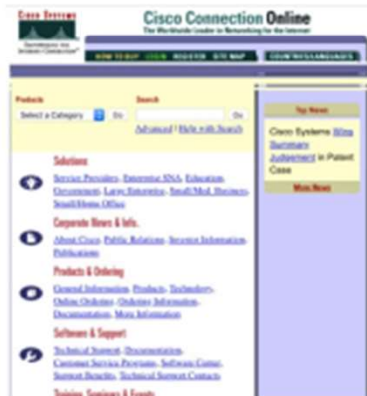 Cisco Systems
Cisco Connection Online
The Worldwide Leader in Networking for the Internet
HOW TO BUY LOGIN REGISTER SITE MAP COUNTRIES/LANGUAGES
Products Search
Select a Category Go Go
Advanced | Help with Search
Solutions
Service Providers, Enterprise SNA, Education,
Government, Large Enterprise, Small/Med. Business,
Small/Home Office
Corporate News & Info.
About Cisco, Public Relations, Investor Information,
Publications
Products & Ordering
General Information, Products, Technology,
Online Ordering, Ordering Information,
Documentation, More Information
Software & Support
Technical Support, Documentation,
Customer Service Programs, Software Center,
Support Benefits, Technical Support Contacts
Training, Seminars & Events
Top News
Cisco Systems Wins
Summary
Judgement in Patent
Case
More News